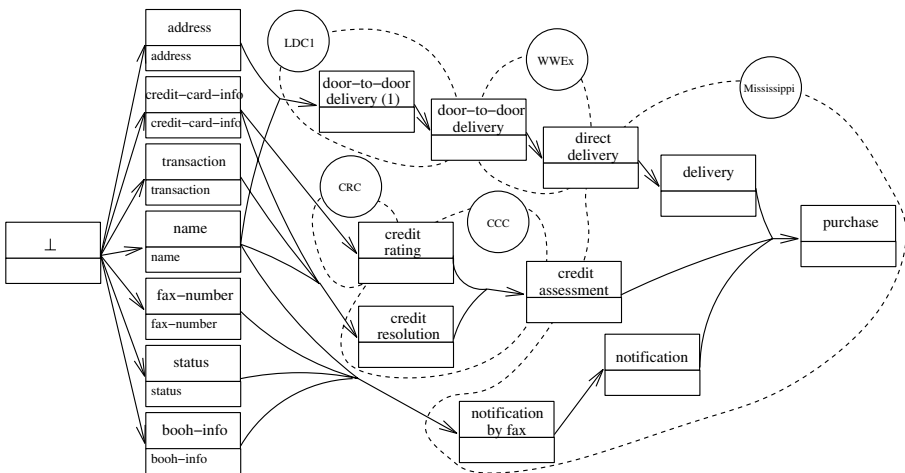 address
address
credit−card−info
credit−card−info
transaction
transaction
name
name
fax−number
fax−number
status
status
booh−info
booh−info
⊥
LDC1
door−to−door
delivery (1)
door−to−door
delivery
WWEx
direct
delivery
Mississippi
delivery
purchase
CRC
credit
rating
CCC
credit
assessment
credit
resolution
notification
notification
by fax